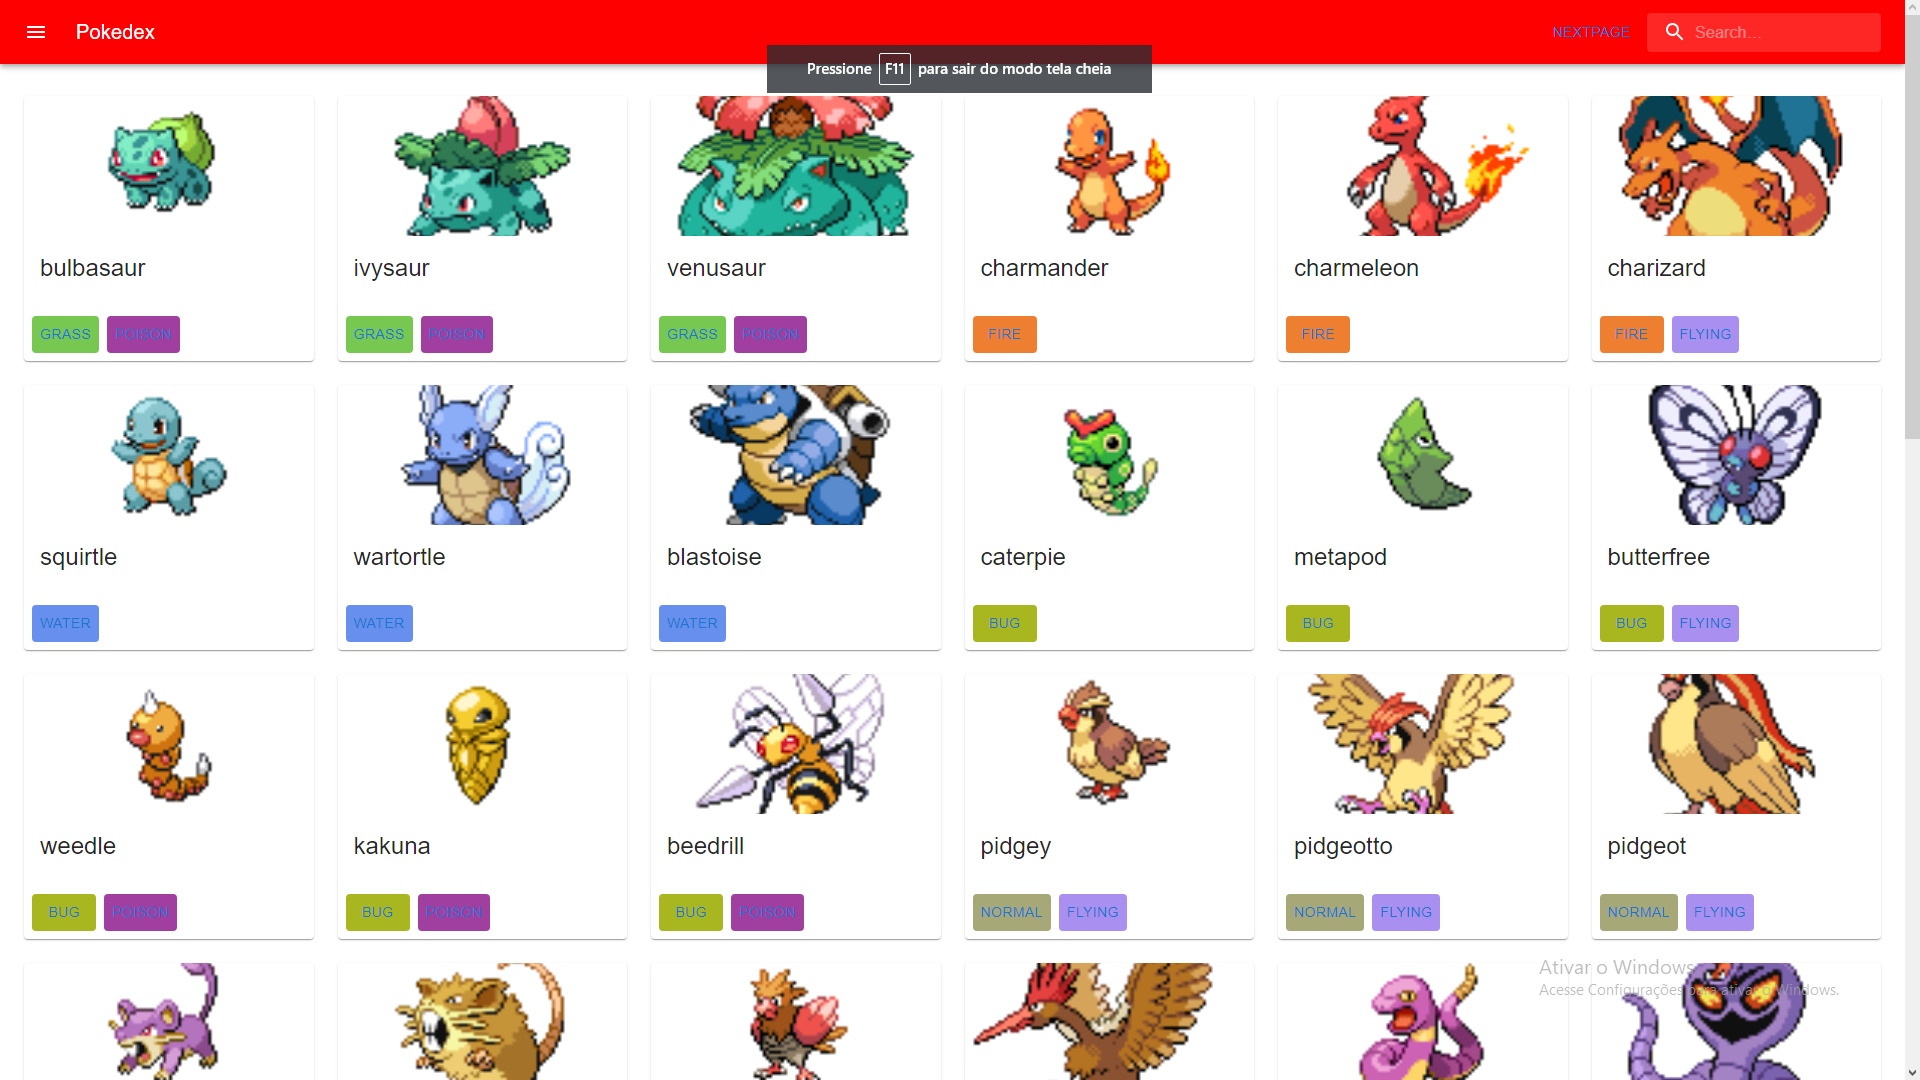 Pokedex
NEXTPAGE
Search…
Pressione F11 para sair do modo tela cheia
bulbasaur
ivysaur
venusaur
charmander
charmeleon
charizard
GRASS POISON
GRASS POISON
GRASS POISON
FIRE
FIRE
FIRE FLYING
squirtle
wartortle
blastoise
caterpie
metapod
butterfree
WATER
WATER
WATER
BUG
BUG
BUG FLYING
weedle
kakuna
beedrill
pidgey
pidgeotto
pidgeot
BUG POISON
BUG POISON
BUG POISON
NORMAL FLYING
NORMAL FLYING
NORMAL FLYING
Ativar o Windows
Acesse Configurações para ativar o Windows.